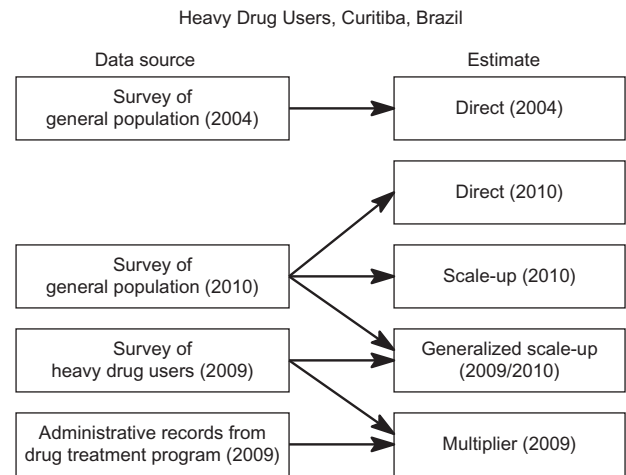 Heavy Drug Users, Curitiba, Brazil
Data source
Estimate
Survey of
general population (2004)
Direct (2004)
Direct (2010)
Survey of
general population (2010)
Scale-up (2010)
Survey of
heavy drug users (2009)
Generalized scale-up
(2009/2010)
Administrative records from
drug treatment program (2009)
Multiplier (2009)